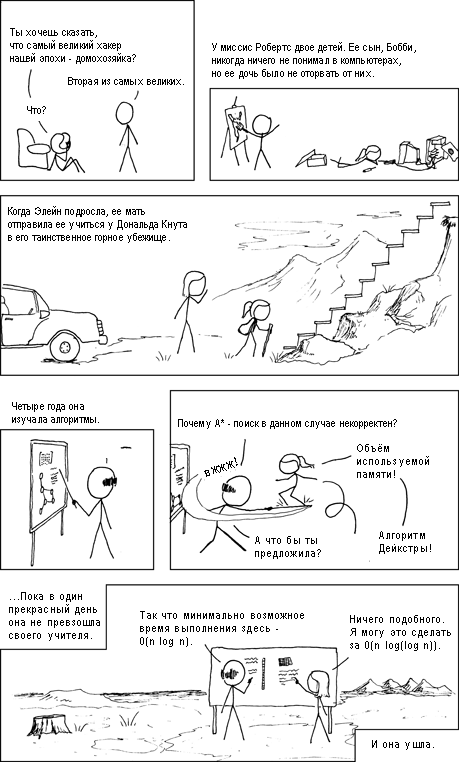 Ты хочешь сказать,
что самый великий хакер
нашей эпохи - домохозяйка?
Вторая из самых великих.
Что?
У миссис Робертс двое детей. Ее сын, Бобби,
никогда ничего не понимал в компьютерах,
но ее дочь было не оторвать от них.
Когда Элейн подросла, ее мать
отправила ее учиться у Дональда Кнута
в его таинственное горное убежище.
Четыре года она
изучала алгоритмы.
Почему А* - поиск в данном случае некорректен?
вжжж!
Объём
используемой
памяти!
А что бы ты
предложила?
Алгоритм
Дейкстры!
...Пока в один
прекрасный день
она не превзошла
своего учителя.
Так что минимально возможное
время выполнения здесь -
O(n log n).
Ничего подобного.
Я могу это сделать
за O(n log(log n)).
И она ушла.